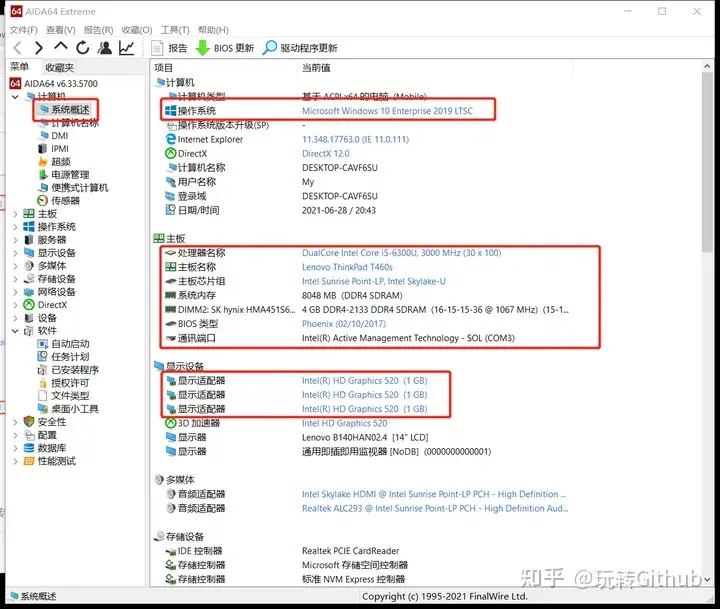 AIDA64 Extreme
文件(F) 查看(V) 报告(R) 收藏(O) 工具(T) 帮助(H)
报告 BIOS 更新 驱动程序更新
菜单 收藏夹
项目 当前值
AIDA64 v6.33.5700
计算机
系统概述
计算机名称
DMI
IPMI
超频
电源管理
便携式计算机
传感器
主板
操作系统
服务器
显示设备
多媒体
存储设备
网络设备
DirectX
设备
软件
自动启动
任务计划
已安装程序
授权许可
文件类型
桌面小工具
安全性
配置
数据库
性能测试
计算机
计算机类型 基于 ACPI x64 的电脑 (Mobile)
操作系统 Microsoft Windows 10 Enterprise 2019 LTSC
操作系统版本升级(SP) -
Internet Explorer 11.348.17763.0 (IE 11.0.111)
DirectX DirectX 12.0
计算机名称 DESKTOP-CAVF6SU
用户名称 My
登录域 DESKTOP-CAVF6SU
日期/时间 2021-06-28 / 20:43
主板
处理器名称 DualCore Intel Core i5-6300U, 3000 MHz (30 x 100)
主板名称 Lenovo ThinkPad T460s
主板芯片组 Intel Sunrise Point-LP, Intel Skylake-U
系统内存 8048 MB (DDR4 SDRAM)
DIMM2: SK hynix HMA451S6... 4 GB DDR4-2133 DDR4 SDRAM (16-15-15-36 @ 1067 MHz) (15-1...
BIOS 类型 Phoenix (02/10/2017)
通讯端口 Intel(R) Active Management Technology - SOL (COM3)
显示设备
显示适配器 Intel(R) HD Graphics 520 (1 GB)
显示适配器 Intel(R) HD Graphics 520 (1 GB)
显示适配器 Intel(R) HD Graphics 520 (1 GB)
3D 加速器 Intel HD Graphics 520
显示器 Lenovo B140HAN02.4 [14" LCD]
显示器 通用即插即用监视器 [NoDB] (0000000000001)
多媒体
音频适配器 Intel Skylake HDMI @ Intel Sunrise Point-LP PCH - High Definition ...
音频适配器 Realtek ALC293 @ Intel Sunrise Point-LP PCH - High Definition Aud...
存储设备
IDE 控制器 Realtek PCIE CardReader
存储控制器 Microsoft 存储空间控制器
存储控制器 标准 NVM Express 控制器
知乎 @玩转Github
系统概述 Copyright (c) 1995-2021 FinalWire Ltd.